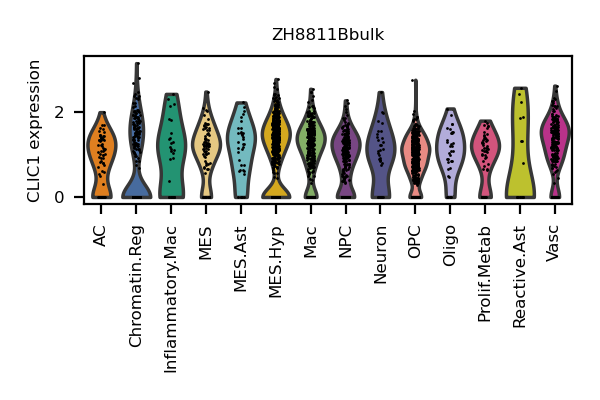 ZH8811Bbulk
CLIC1 expression
2
0
AC
Chromatin.Reg
Inflammatory.Mac
MES
MES.Ast
MES.Hyp
Mac
NPC
Neuron
OPC
Oligo
Prolif.Metab
Reactive.Ast
Vasc